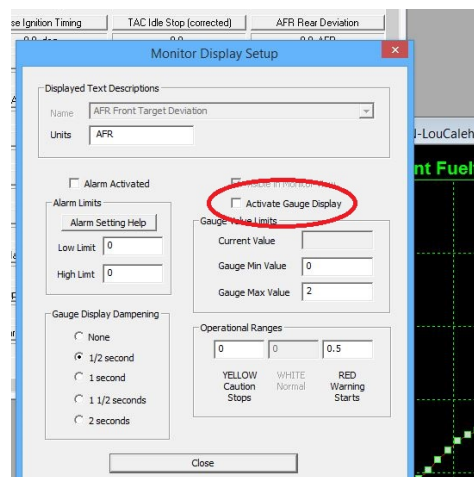 se Ignition Timing TAC Idle Stop (corrected) AFR Rear Deviation
Monitor Display Setup
Displayed Text Descriptions
Name AFR Front Target Deviation
Units AFR
Alarm Activated
Visible in Monitor View
Activate Gauge Display
Alarm Limits
Alarm Setting Help
Low Limit 0
High Limt 0
Gauge Value Limits
Current Value
Gauge Min Value 0
Gauge Max Value 2
Gauge Display Dampening
None
1/2 second
1 second
1 1/2 seconds
2 seconds
Operational Ranges
0 0 0.5
YELLOW WHITE RED
Caution Normal Warning
Stops Starts
Close
N-LouCaleh
nt Fuel